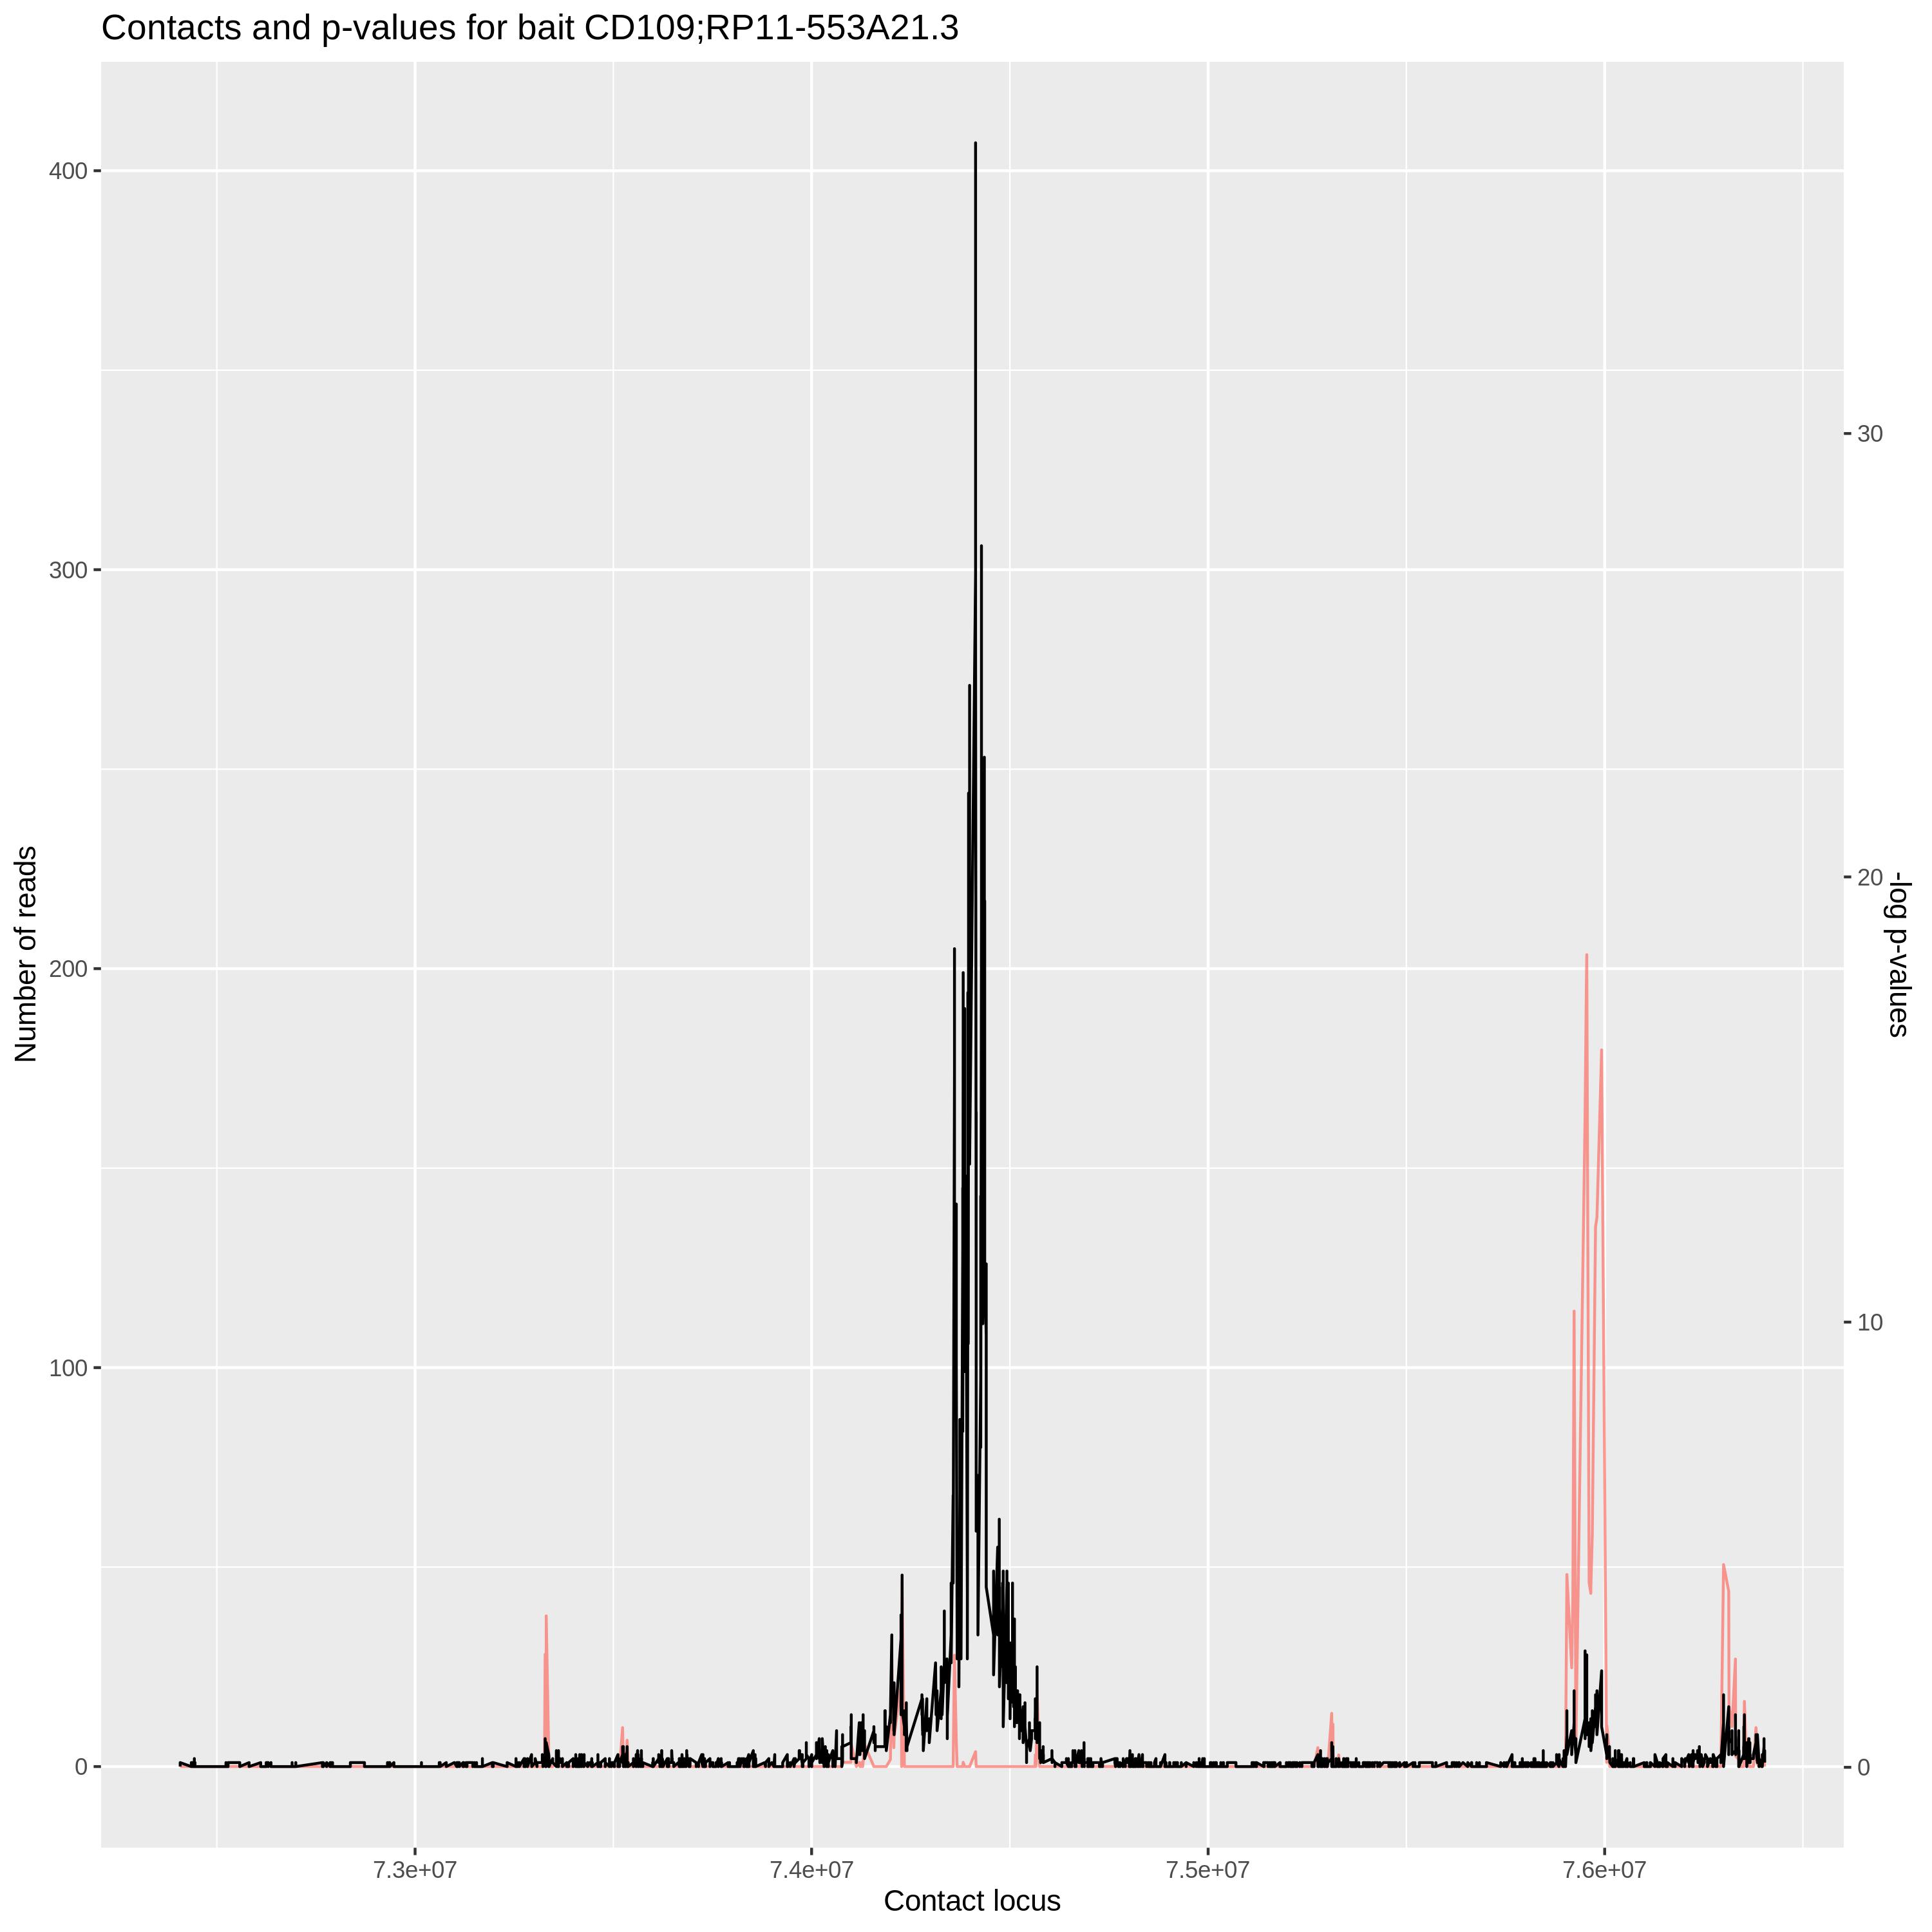 Contacts and p-values for bait CD109;RP11-553A21.3
Number of reads
400
300
200
100
0
30
20
10
0
-log p-values
7.3e+07
7.4e+07
7.5e+07
7.6e+07
Contact locus